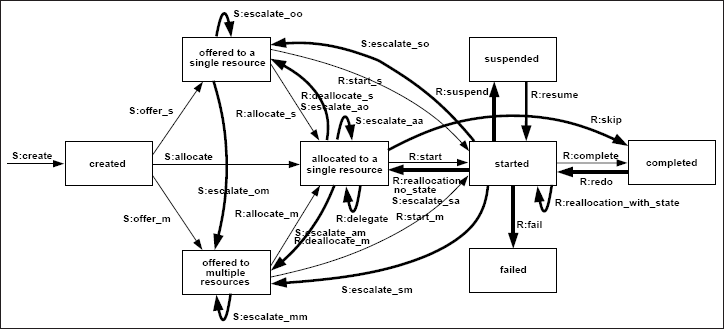 S:escalate_oo
offered to a
single resource
S:escalate_so
suspended
R:start_s
R:suspend
R:resume
R:deallocate_s
S:escalate_ao
S:offer_s
R:allocate_s
S:escalate_aa
R:skip
S:create
created
S:allocate
allocated to a
single resource
R:start
started
R:complete
completed
R:reallocation_
no_state
S:escalate_sa
R:redo
S:escalate_om
R:reallocation_with_state
S:offer_m
R:allocate_m
R:delegate
R:start_m
R:fail
S:escalate_am
R:deallocate_m
offered to
multiple
resources
failed
S:escalate_sm
S:escalate_mm